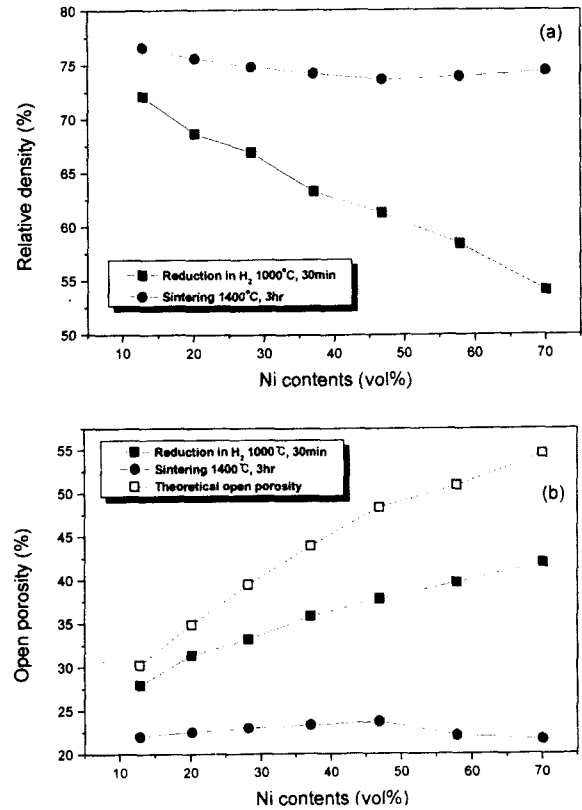 (a)
80
75
70
65
60
55
50
Relative density (%)
Reduction in H₂ 1000°C, 30min
Sintering 1400°C, 3hr
10 20 30 40 50 60 70
Ni contents (vol%)
(b)
55
50
45
40
35
30
25
20
Open porosity (%)
Reduction in H₂ 1000℃, 30min
Sintering 1400℃, 3hr
Theoretical open porosity
10 20 30 40 50 60 70
Ni contents (vol%)